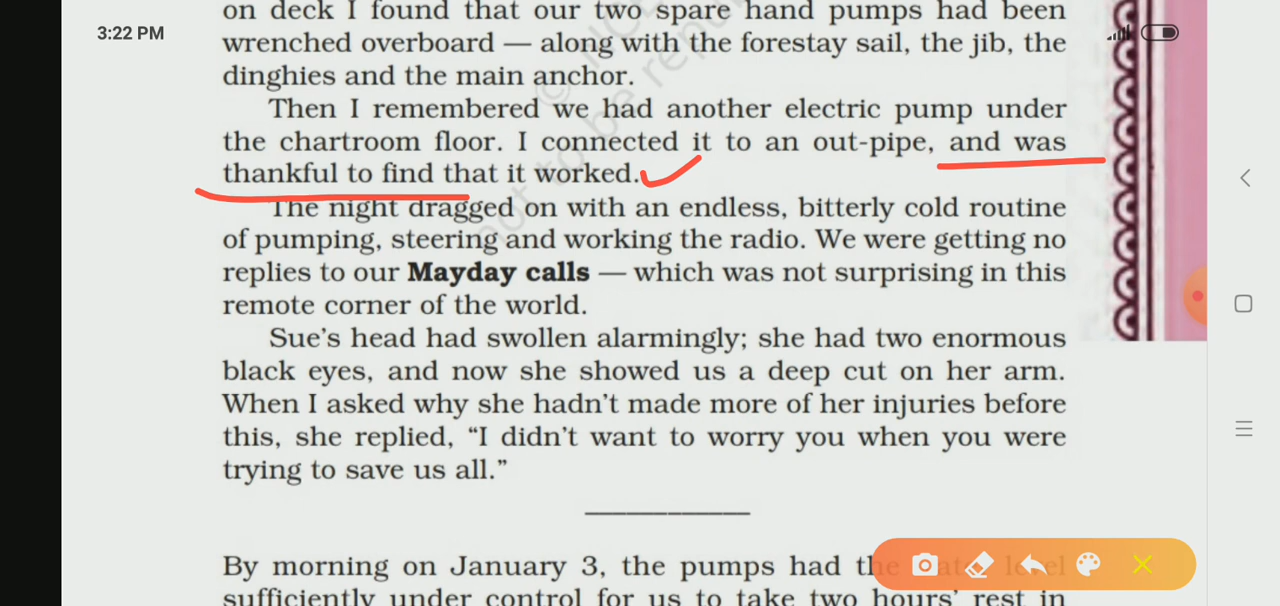 on deck I found that our two spare hand pumps had been
3:22 PM
wrenched overboard — along with the forestay sail, the jib, the
dinghies and the main anchor.
Then I remembered we had another electric pump under
the chartroom floor. I connected it to an out-pipe, and was
thankful to find that it worked.
The night dragged on with an endless, bitterly cold routine
of pumping, steering and working the radio. We were getting no
replies to our Mayday calls — which was not surprising in this
remote corner of the world.
Sue's head had swollen alarmingly; she had two enormous
black eyes, and now she showed us a deep cut on her arm.
When I asked why she hadn't made more of her injuries before
this, she replied, “I didn't want to worry you when you were
trying to save us all.”
By morning on January 3, the pumps had the level
sufficiently under control for us to take two hours' rest in
not to be